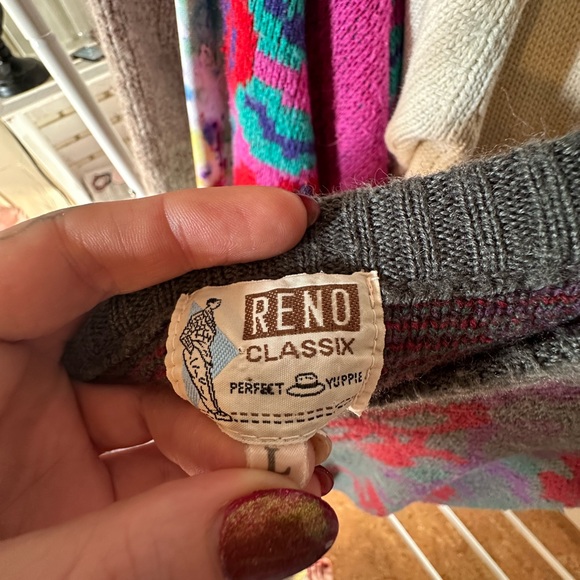 RENO
CLASSIX
PERFECT YUPPIE
L